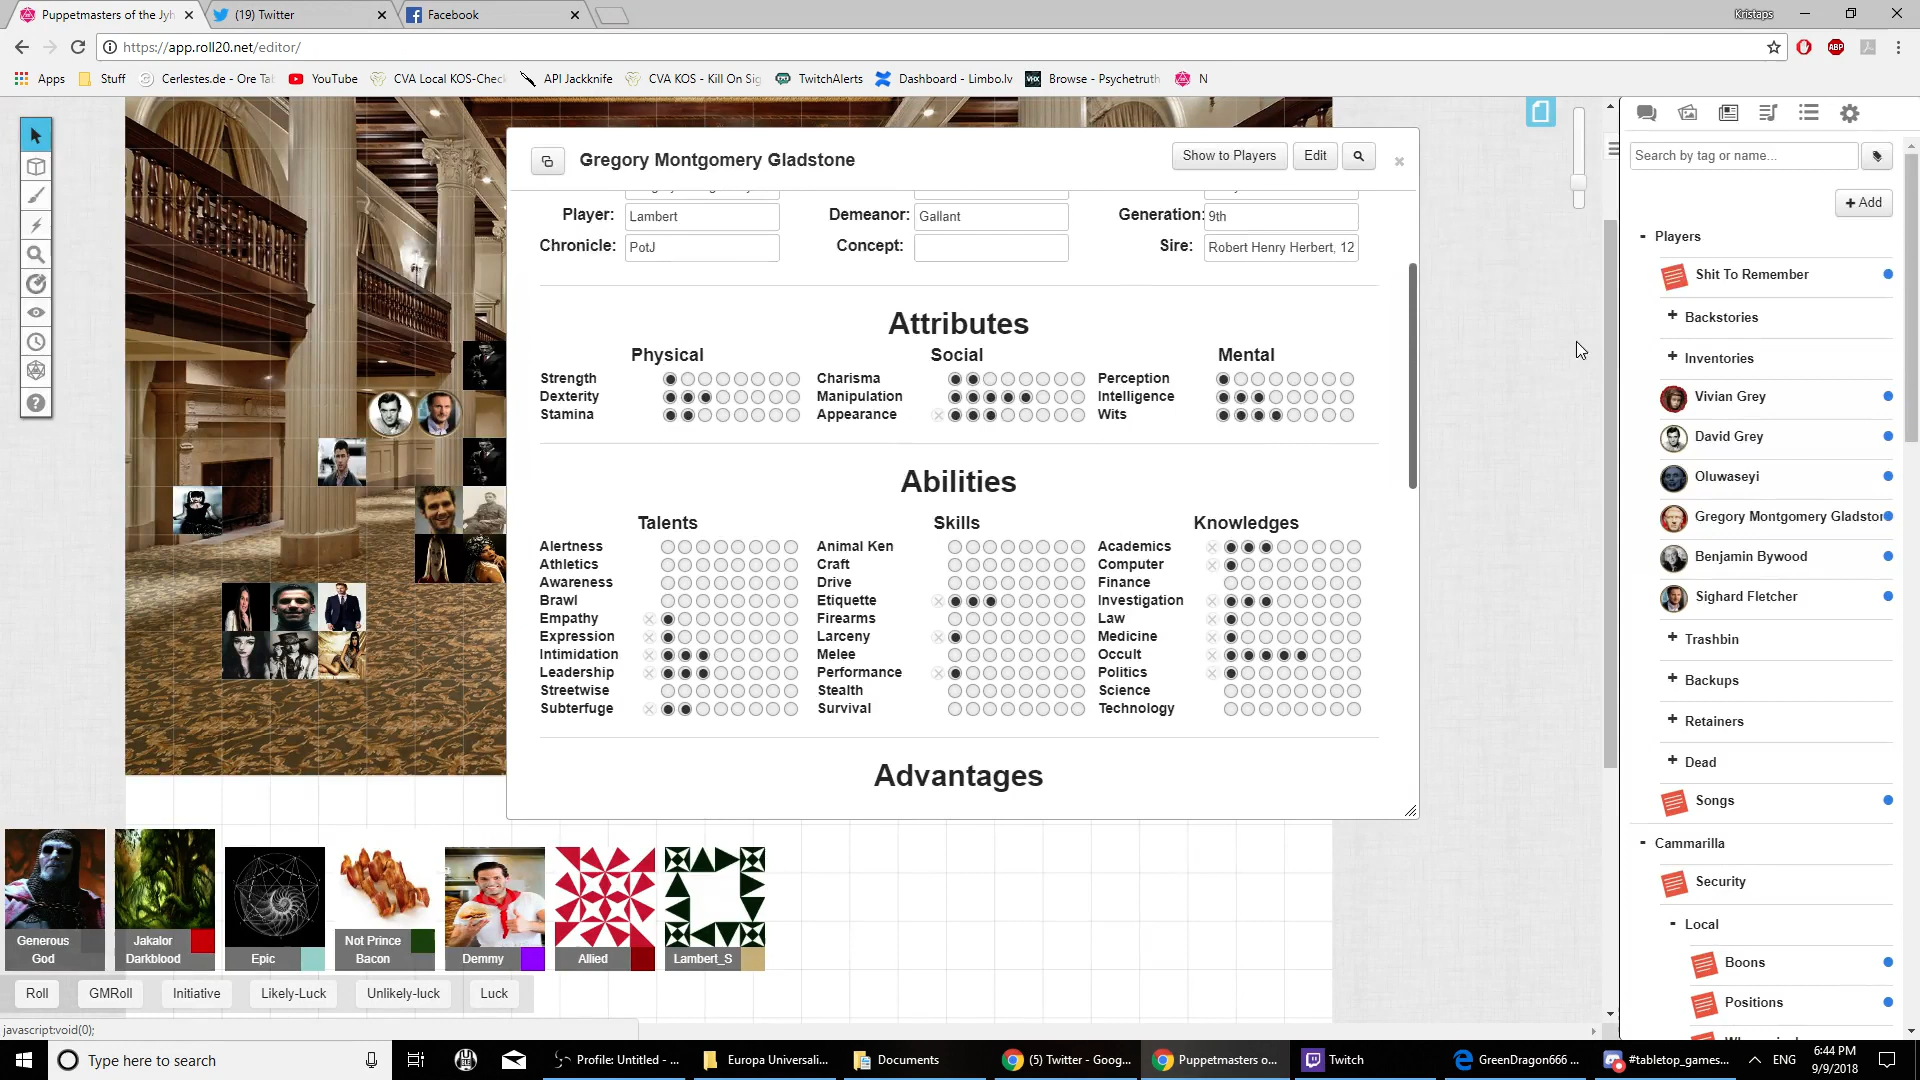 Puppetmasters of the Jyh
(19) Twitter
Facebook
Kristaps
https://app.roll20.net/editor/
Apps
Stuff
Cerlestes.de - Ore Tab
YouTube
CVA Local KOS-Check
API Jackknife
CVA KOS - Kill On Sig
TwitchAlerts
Dashboard - Limbo.lv
Browse - Psychetruth
N
Gregory Montgomery Gladstone
Show to Players
Edit
Player: Lambert
Demeanor: Gallant
Generation: 9th
Chronicle: PotJ
Concept:
Sire: Robert Henry Herbert, 12
Attributes
Physical
Social
Mental
Strength
Charisma
Perception
Dexterity
Manipulation
Intelligence
Stamina
Appearance
Wits
Abilities
Talents
Skills
Knowledges
Alertness
Animal Ken
Academics
Athletics
Craft
Computer
Awareness
Drive
Finance
Brawl
Etiquette
Investigation
Empathy
Firearms
Law
Expression
Larceny
Medicine
Intimidation
Melee
Occult
Leadership
Performance
Politics
Streetwise
Stealth
Science
Subterfuge
Survival
Technology
Advantages
Search by tag or name...
+ Add
- Players
Shit To Remember
+ Backstories
+ Inventories
Vivian Grey
David Grey
Oluwaseyi
Gregory Montgomery Gladston
Benjamin Bywood
Sighard Fletcher
+ Trashbin
+ Backups
+ Retainers
+ Dead
Songs
- Cammarilla
Security
- Local
Boons
Positions
Generous God
Jakalor Darkblood
Epic
Not Prince Bacon
Demmy
Allied
Lambert_S
Roll
GMRoll
Initiative
Likely-Luck
Unlikely-luck
Luck
javascript:void(0);
Type here to search
Profile: Untitled - ...
Europa Universali...
Documents
(5) Twitter - Goog...
Puppetmasters o...
Twitch
GreenDragon666 ...
#tabletop_games...
ENG
6:44 PM
9/9/2018